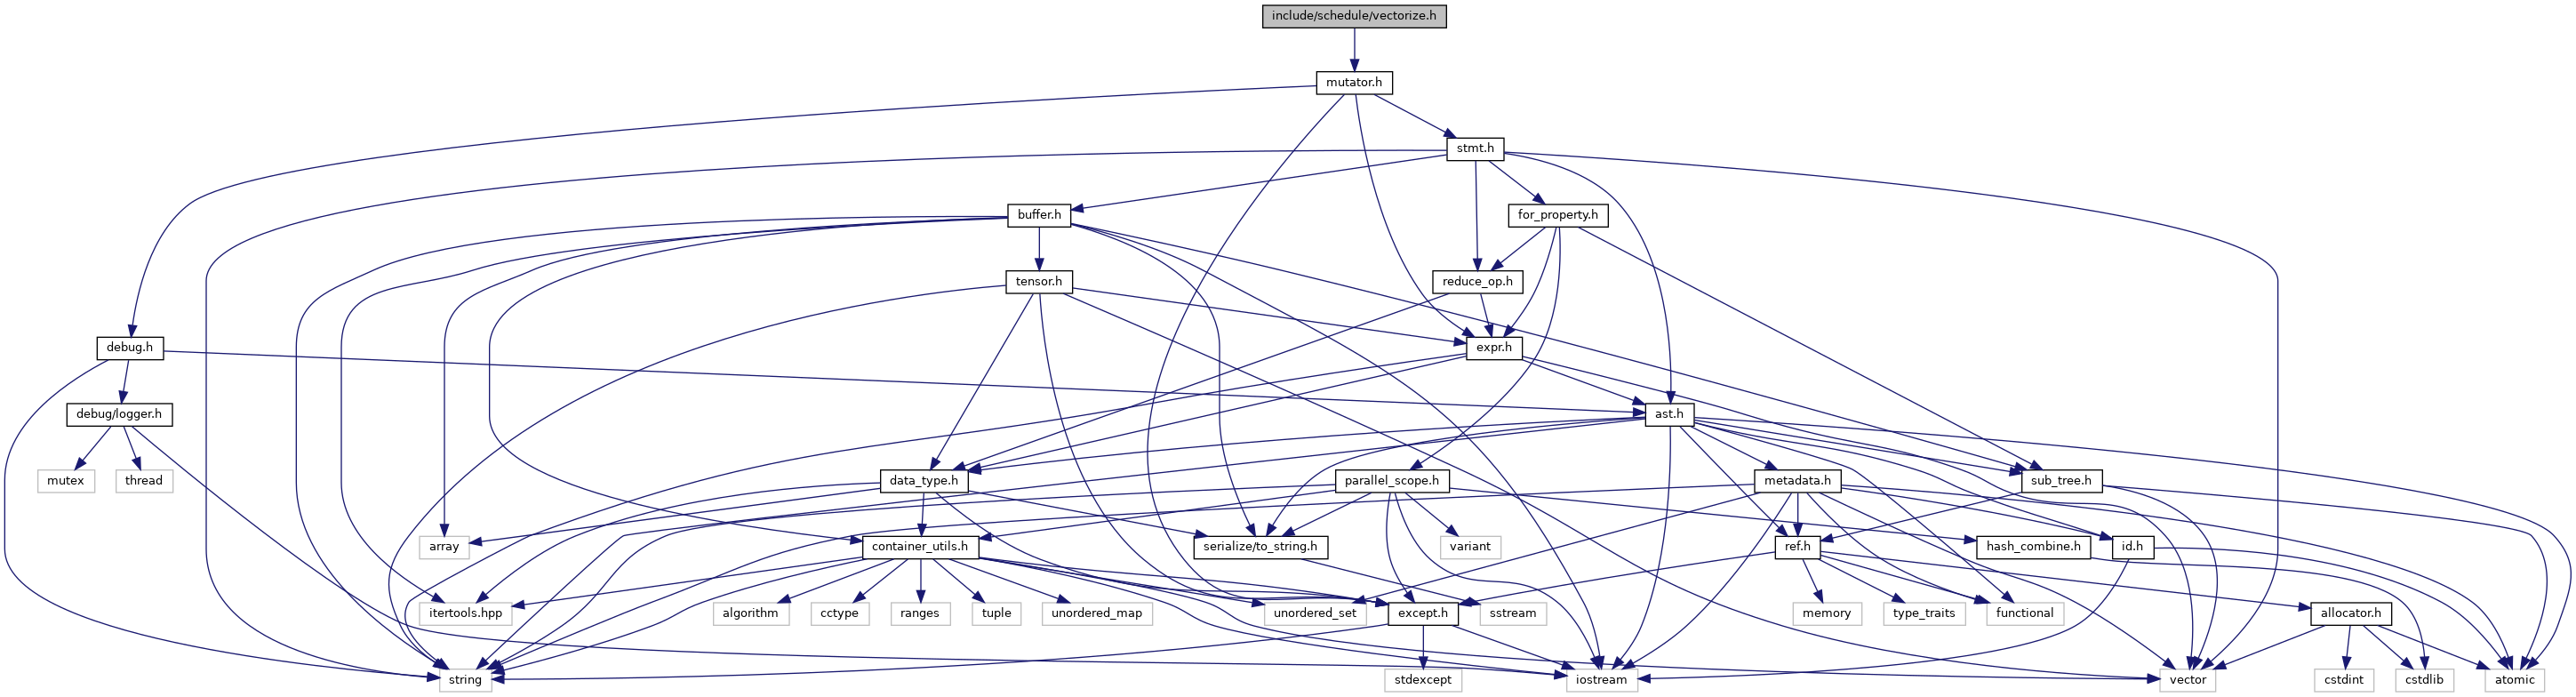 include/schedule/vectorize.h
mutator.h
stmt.h
buffer.h
for_property.h
tensor.h
reduce_op.h
debug.h
expr.h
debug/logger.h
ast.h
mutex
thread
data_type.h
parallel_scope.h
metadata.h
sub_tree.h
array
container_utils.h
serialize/to_string.h
variant
ref.h
hash_combine.h
id.h
itertools.hpp
algorithm
cctype
ranges
tuple
unordered_map
unordered_set
except.h
sstream
memory
type_traits
functional
allocator.h
string
stdexcept
iostream
vector
cstdint
cstdlib
atomic